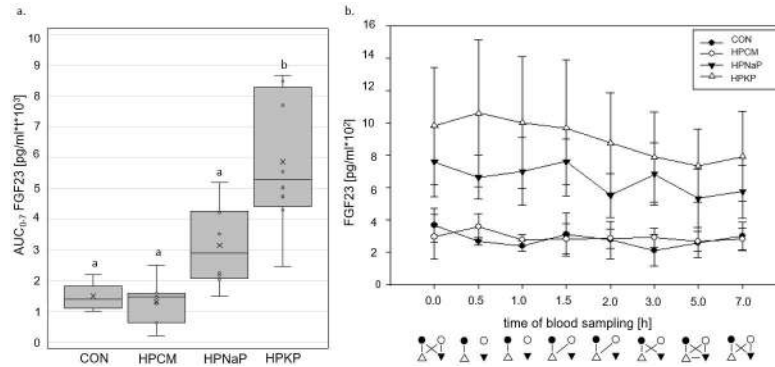 a.
AUC0-7 FGF23 [pg/ml*t*10³]
10
9
8
7
6
5
4
3
2
1
0
a
a
a
b
CON HPCM HPNaP HPKP
b.
FGF23 [pg/ml*10²]
16
14
12
10
8
6
4
2
0
CON
HPCM
HPNaP
HPKP
0.0 0.5 1.0 1.5 2.0 3.0 5.0 7.0
time of blood sampling [h]